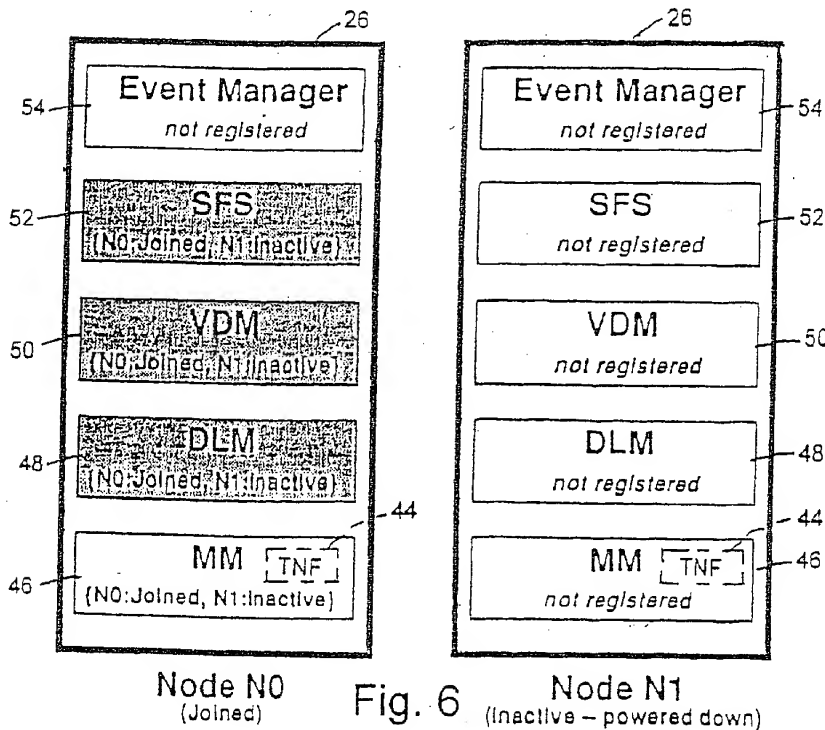 26
Event Manager
not registered
54
SFS
{N0:Joined, N1:Inactive}
52
VDM
{N0:Joined, N1:Inactive}
50
DLM
{N0:Joined, N1:Inactive}
48
44
MM
TNF
{N0:Joined, N1:Inactive}
46
Node N0
(Joined)
26
Event Manager
not registered
54
SFS
not registered
52
VDM
not registered
50
DLM
not registered
48
44
MM
TNF
not registered
46
Node N1
(Inactive – powered down)
Fig. 6